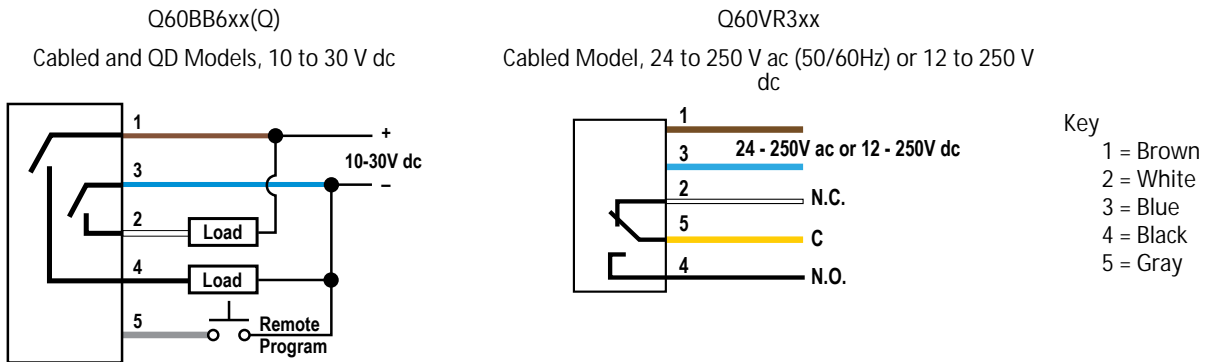 Q60BB6xx(Q)
Cabled and QD Models, 10 to 30 V dc
1
+
10-30V dc
3
–
2
Load
4
Load
5
Remote
Program
Q60VR3xx
Cabled Model, 24 to 250 V ac (50/60Hz) or 12 to 250 V
dc
1
24 - 250V ac or 12 - 250V dc
3
2
N.C.
5
C
4
N.O.
Key
1 = Brown
2 = White
3 = Blue
4 = Black
5 = Gray